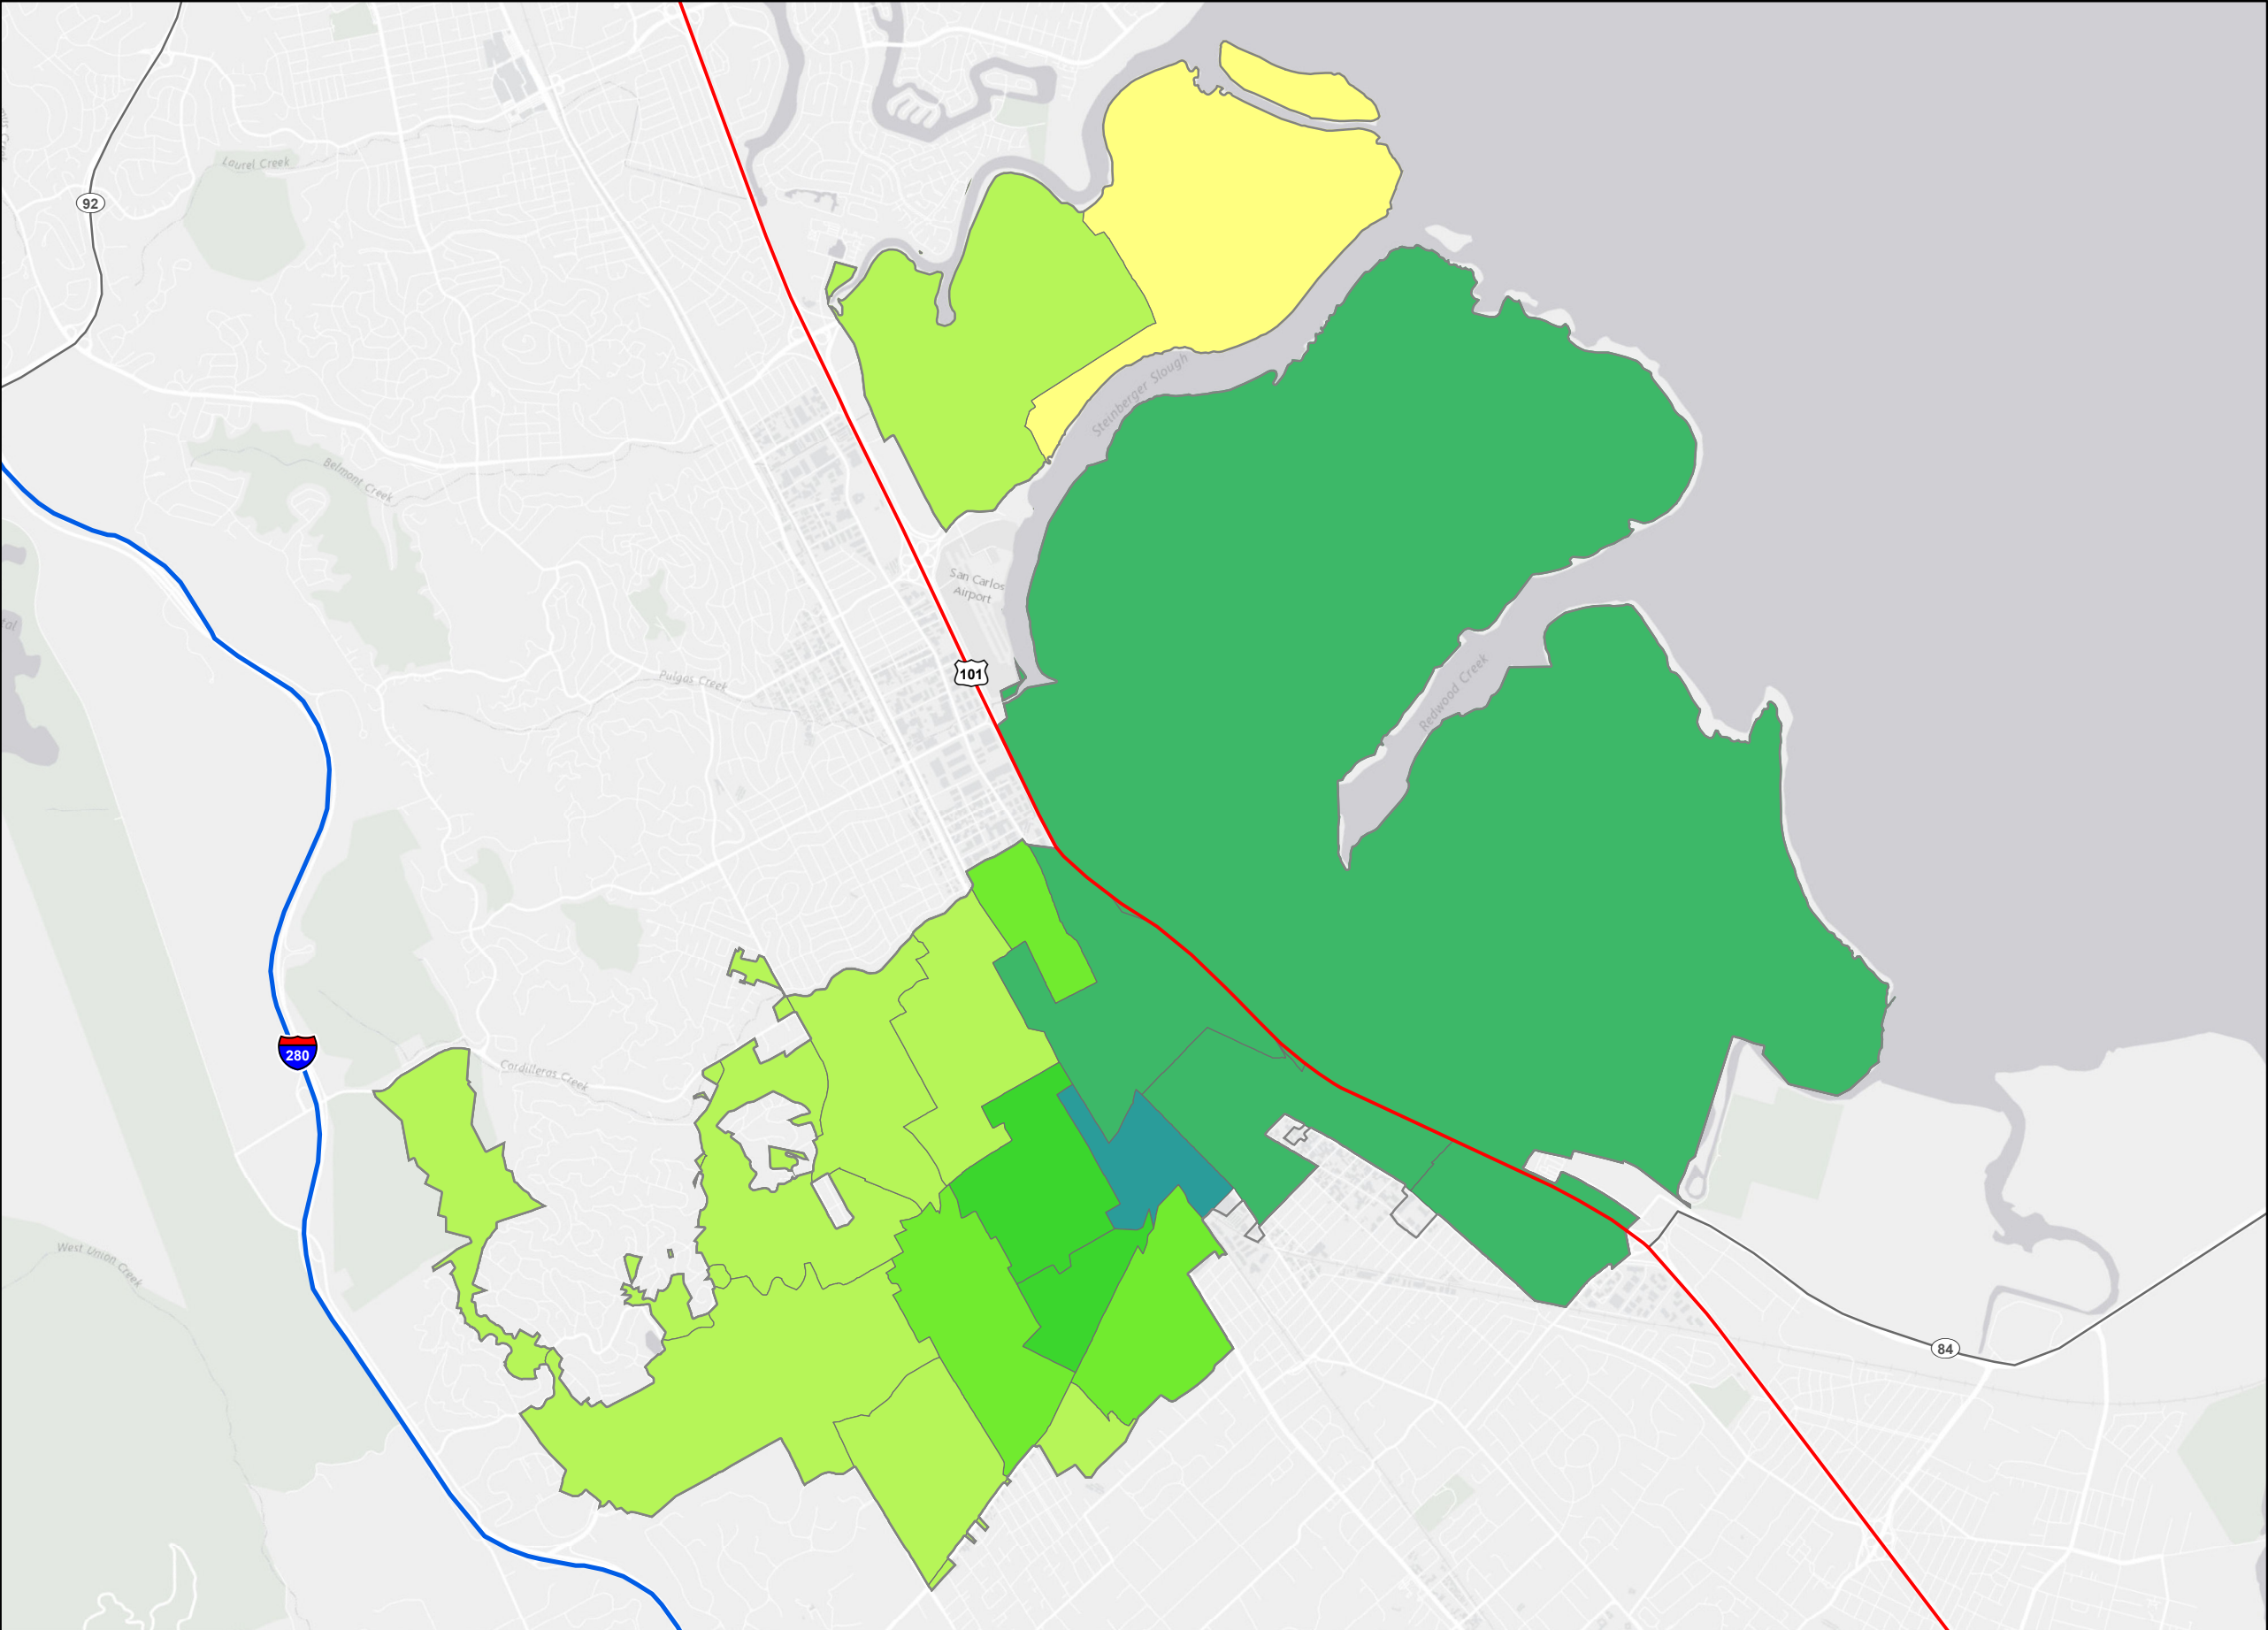 Laurel Creek
92
Steinberger Slough
Belmont Creek
San Carlos
Airport
tal
Pulgas Creek
101
Redwood Creek
280
Cordilleras Creek
West Union Creek
84